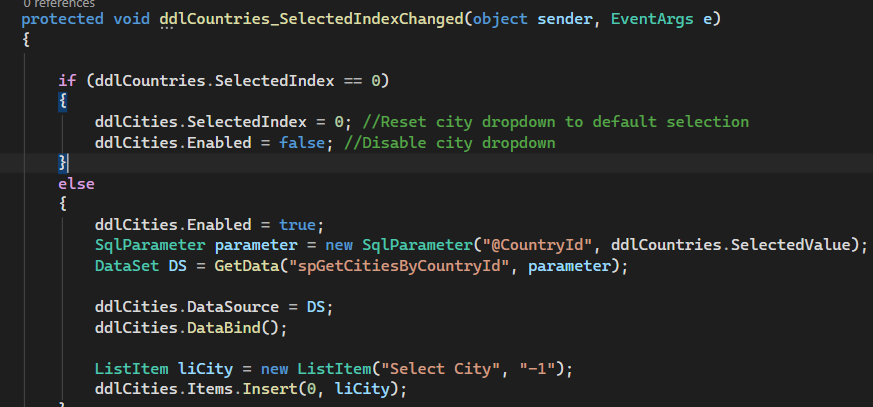 0 references
protected void ddlCountries_SelectedIndexChanged(object sender, EventArgs e)
{
if (ddlCountries.SelectedIndex == 0)
{
ddlCities.SelectedIndex = 0; //Reset city dropdown to default selection
ddlCities.Enabled = false; //Disable city dropdown
}
else
{
ddlCities.Enabled = true;
SqlParameter parameter = new SqlParameter("@CountryId", ddlCountries.SelectedValue);
DataSet DS = GetData("spGetCitiesByCountryId", parameter);
ddlCities.DataSource = DS;
ddlCities.DataBind();
ListItem liCity = new ListItem("Select City", "-1");
ddlCities.Items.Insert(0, liCity);
}